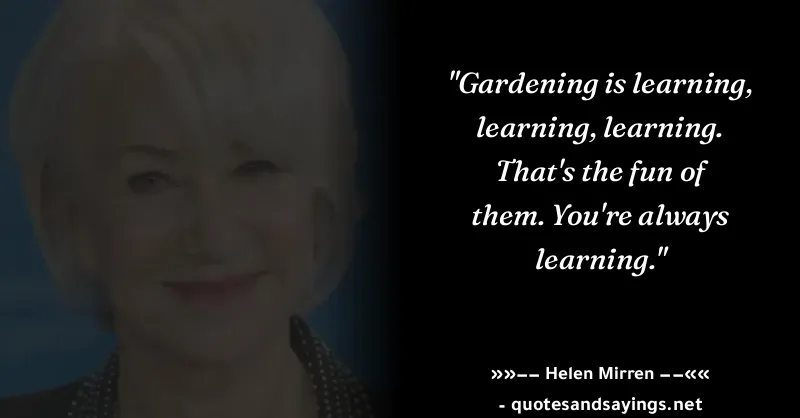 "Gardening is learning,
learning, learning.
That's the fun of
them. You're always
learning."
»»−− Helen Mirren −−««
- quotesandsayings.net